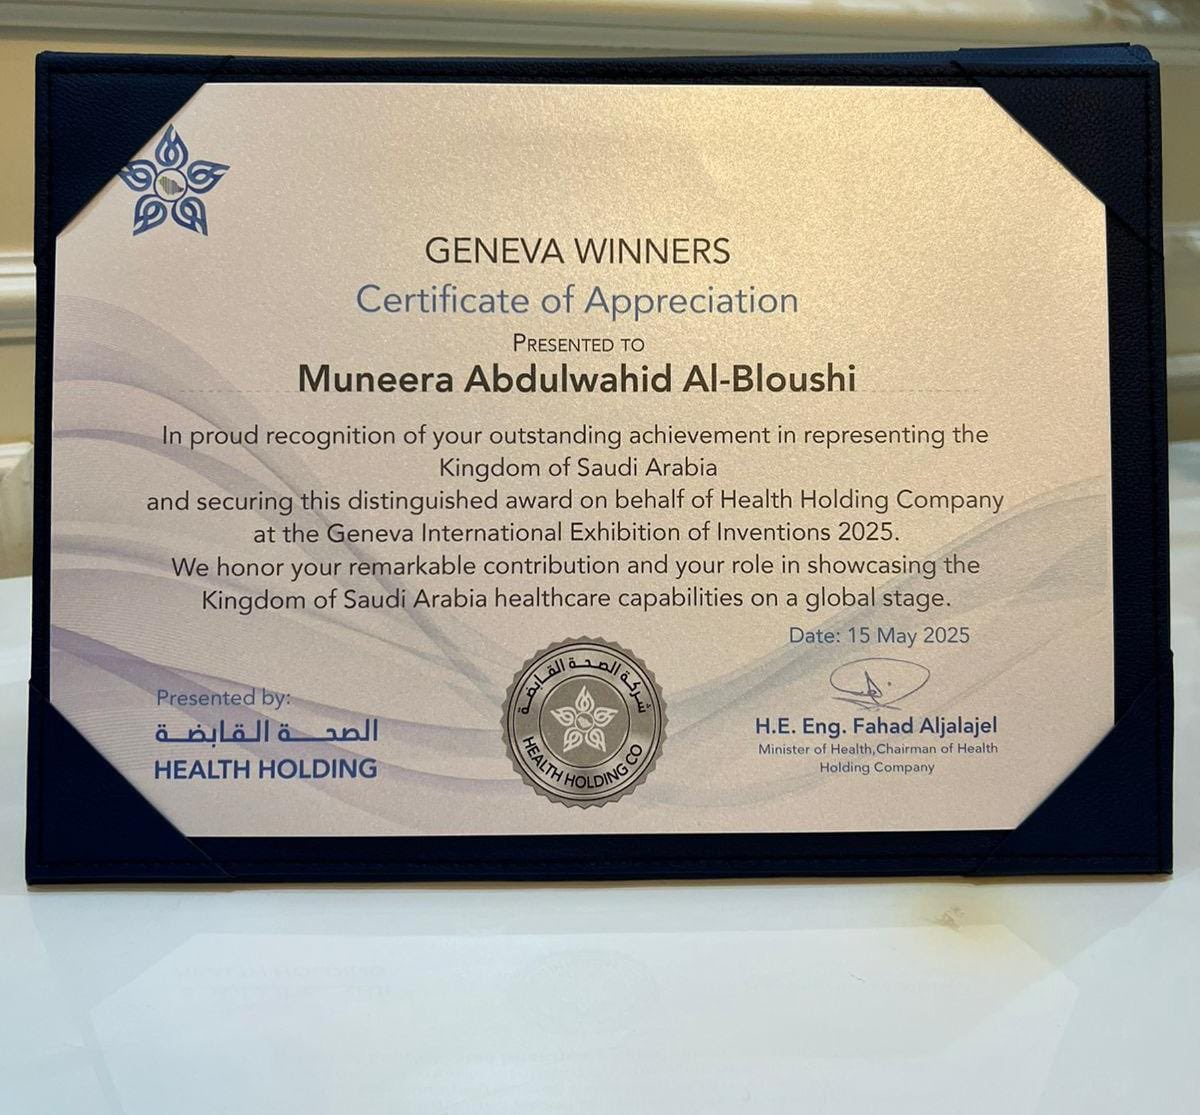 GENEVA WINNERS
Certificate of Appreciation
PRESENTED TO
Muneera Abdulwahid Al-Bloushi
In proud recognition of your outstanding achievement in representing the
Kingdom of Saudi Arabia
and securing this distinguished award on behalf of Health Holding Company
at the Geneva International Exhibition of Inventions 2025.
We honor your remarkable contribution and your role in showcasing the
Kingdom of Saudi Arabia healthcare capabilities on a global stage.
Date: 15 May 2025
Presented by:
الصحة القابضة
HEALTH HOLDING
شركة الصحة القابضة
HEALTH HOLDING CO
H.E. Eng. Fahad Aljalajel
Minister of Health,Chairman of Health
Holding Company